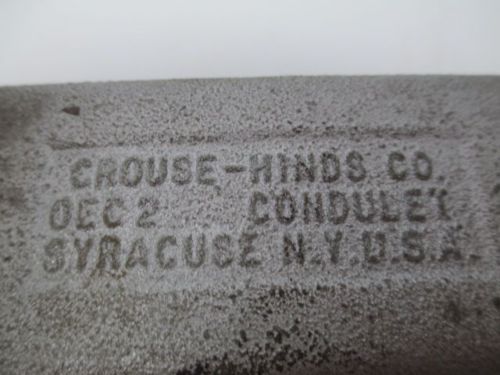 CROUSE-HINDS CO.
OEC2 CONDULET
SYRACUSE N.Y.U.S.A.